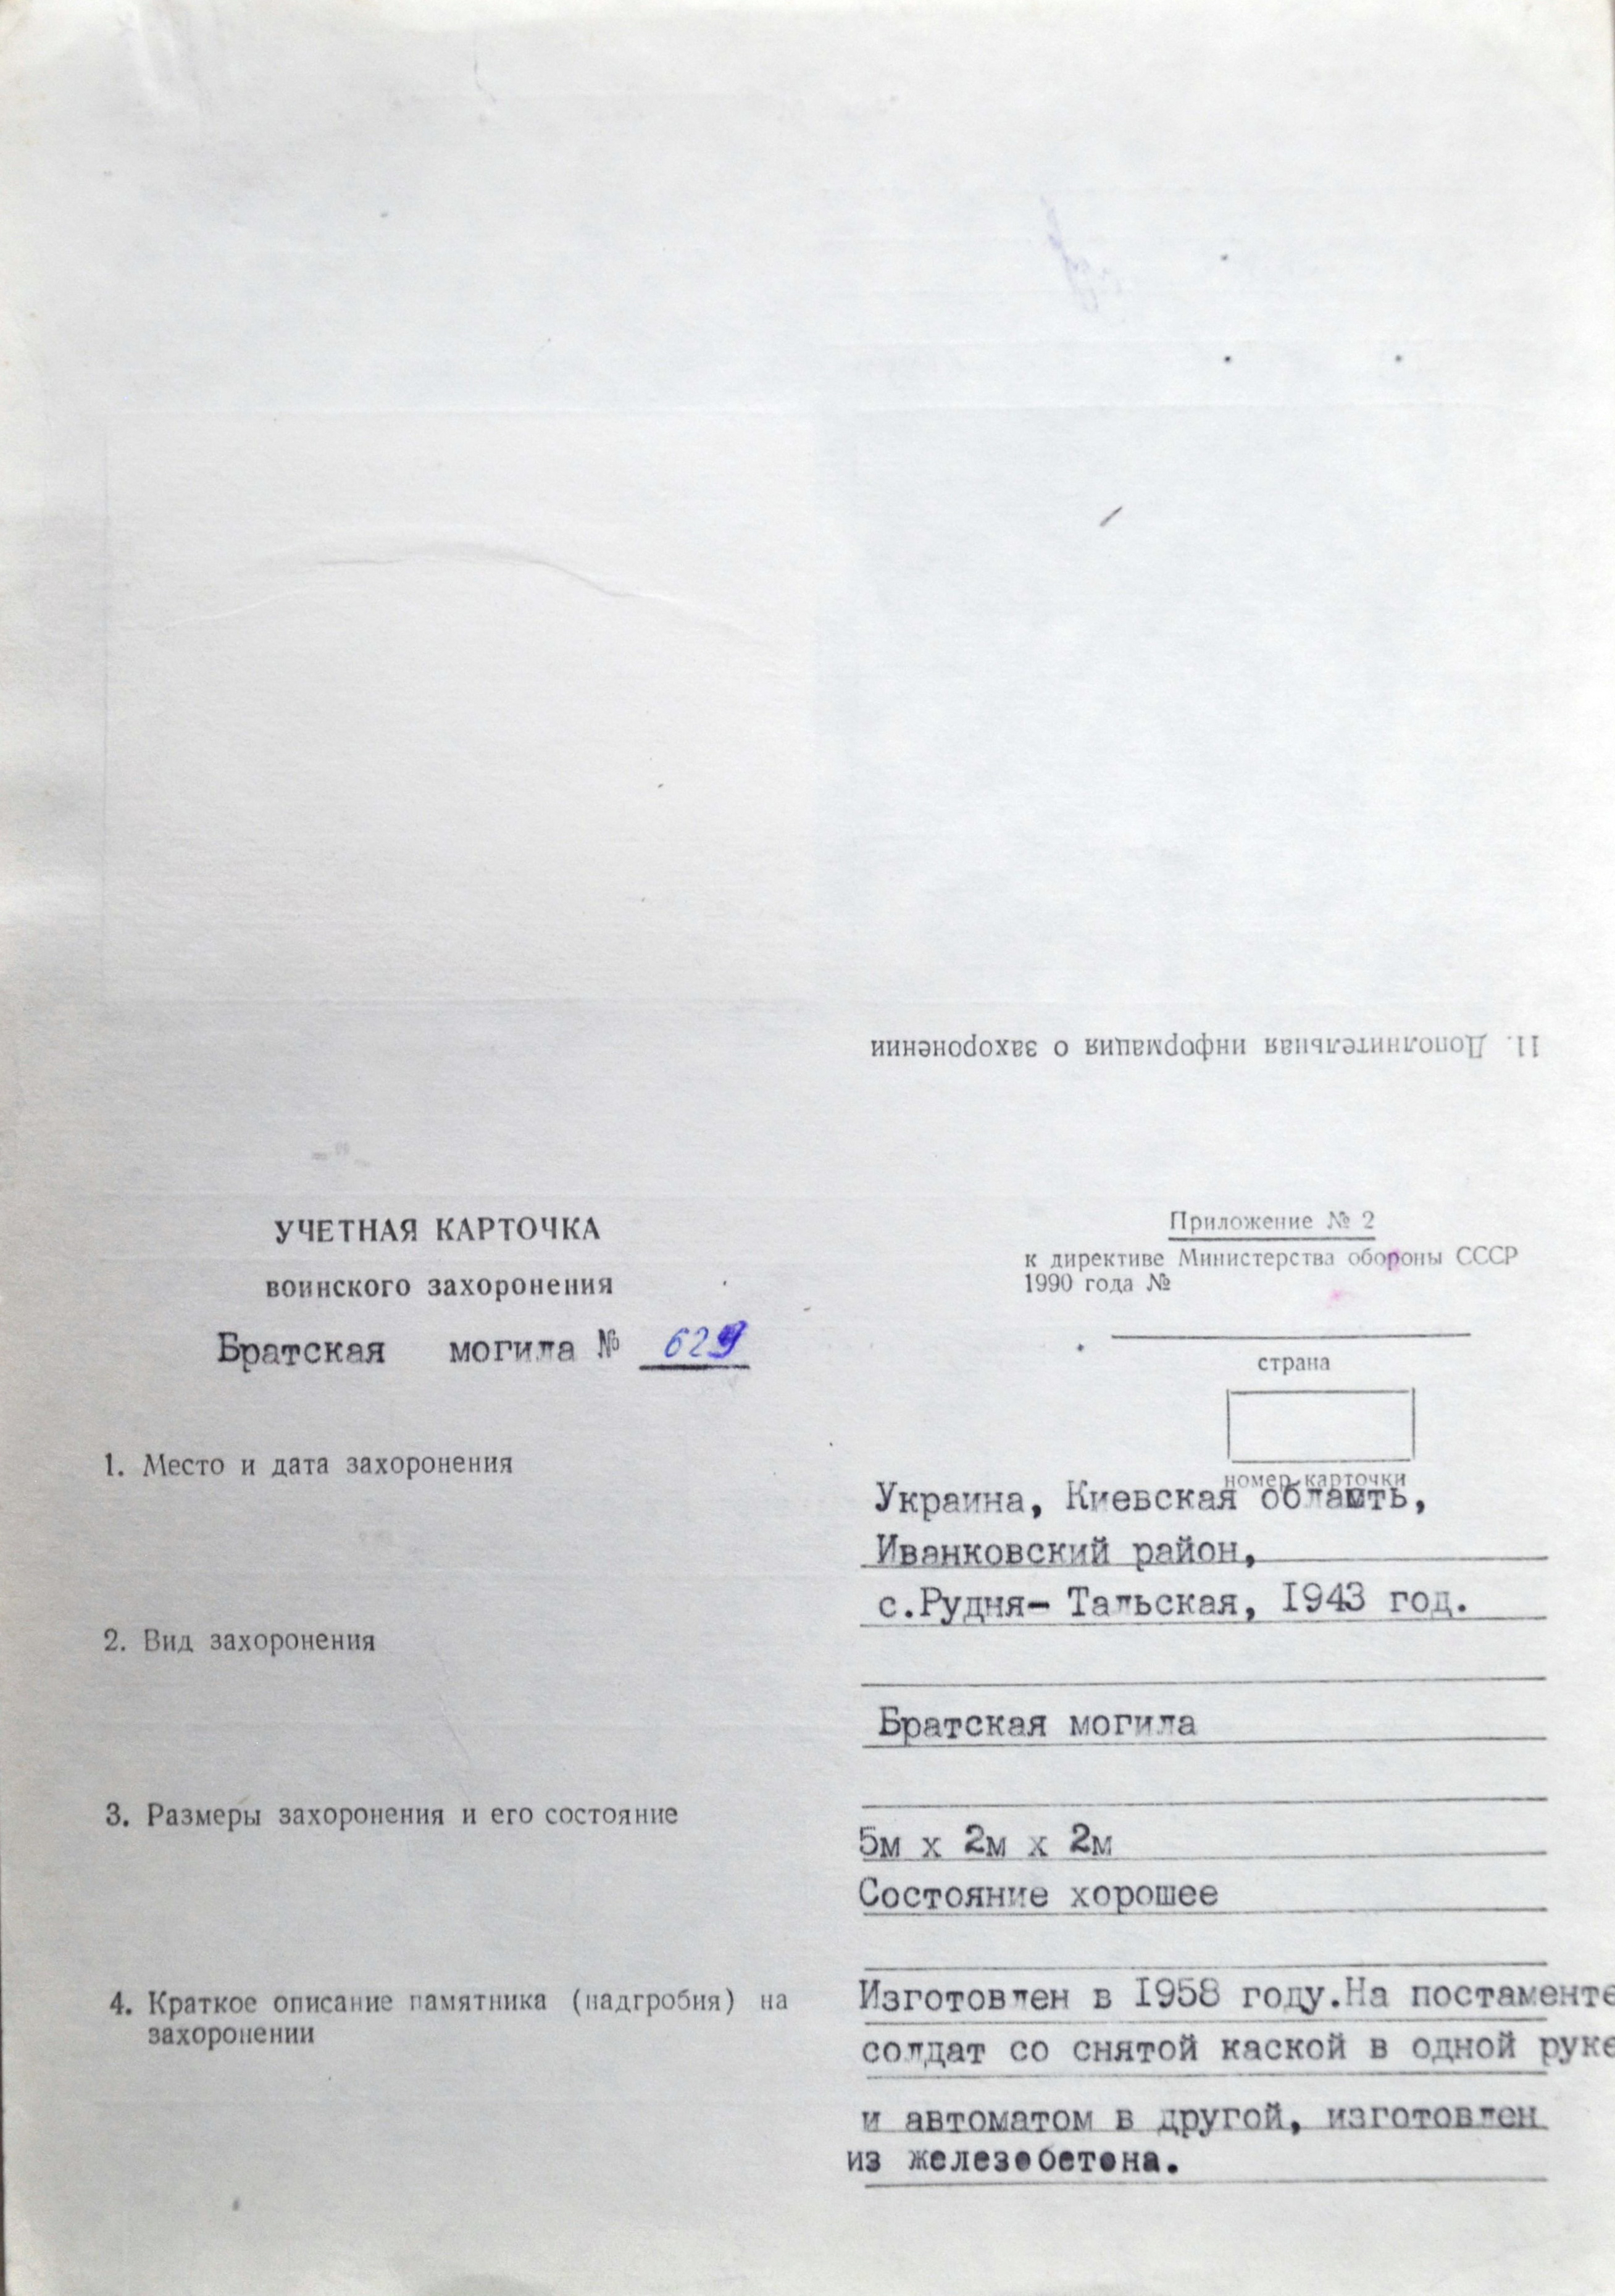 11. Дополнительная информация о захоронении
УЧЕТНАЯ КАРТОЧКА
воинского захоронения
Братская могила № 629
Приложение № 2
к директиве Министерства обороны СССР
1990 года №
страна
номер карточки
1. Место и дата захоронения
Украина, Киевская область,
Иванковский район,
с.Рудня- Тальская, 1943 год.
2. Вид захоронения
Братская могила
3. Размеры захоронения и его состояние
5м х 2м х 2м
Состояние хорошее
4. Краткое описание памятника (надгробия) на
захоронении
Изготовлен в 1958 году.На постаменте
солдат со снятой каской в одной руке
и автоматом в другой, изготовлен
из железобетона.